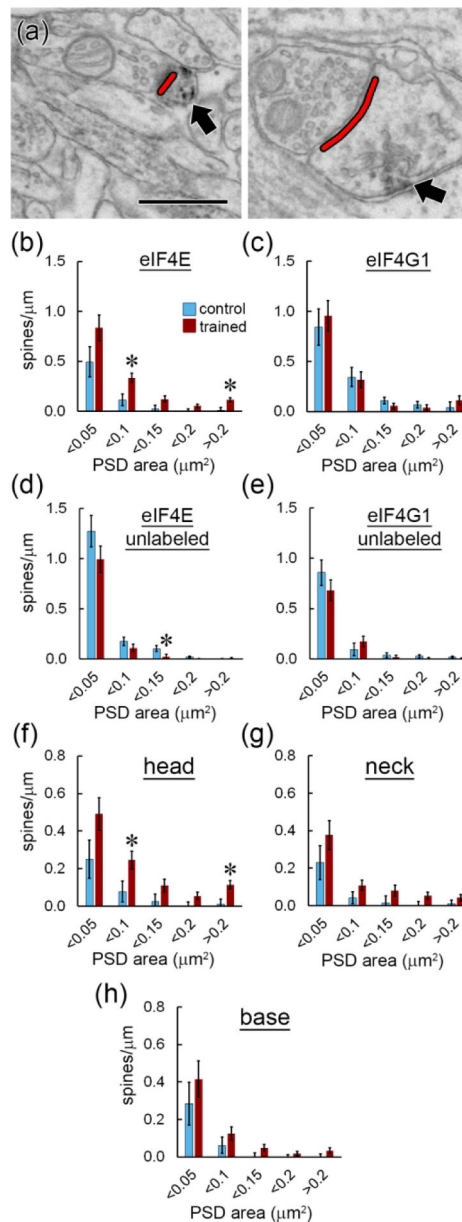 (a)
(b) eIF4E
(c) eIF4G1
control
trained
spines/μm
1.5
1.0
0.5
0.0
* *
<0.05 <0.1 <0.15 <0.2 >0.2
PSD area (μm²)
1.5
1.0
0.5
0.0
<0.05 <0.1 <0.15 <0.2 >0.2
PSD area (μm²)
(d) eIF4E
unlabeled
spines/μm
1.5
1.0
0.5
0.0
*
<0.05 <0.1 <0.15 <0.2 >0.2
PSD area (μm²)
(e) eIF4G1
unlabeled
1.5
1.0
0.5
0.0
<0.05 <0.1 <0.15 <0.2 >0.2
PSD area (μm²)
(f) head
spines/μm
0.8
0.6
0.4
0.2
0.0
* *
<0.05 <0.1 <0.15 <0.2 >0.2
PSD area (μm²)
(g) neck
0.8
0.6
0.4
0.2
0.0
<0.05 <0.1 <0.15 <0.2 >0.2
PSD area (μm²)
(h) base
spines/μm
0.8
0.6
0.4
0.2
0.0
<0.05 <0.1 <0.15 <0.2 >0.2
PSD area (μm²)